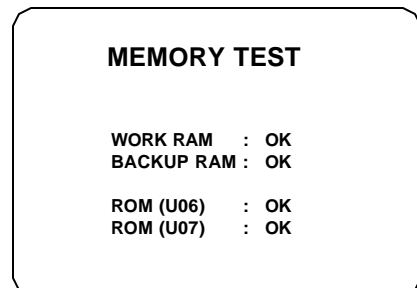 MEMORY TEST
WORK RAM : OK
BACKUP RAM : OK
ROM (U06) : OK
ROM (U07) : OK